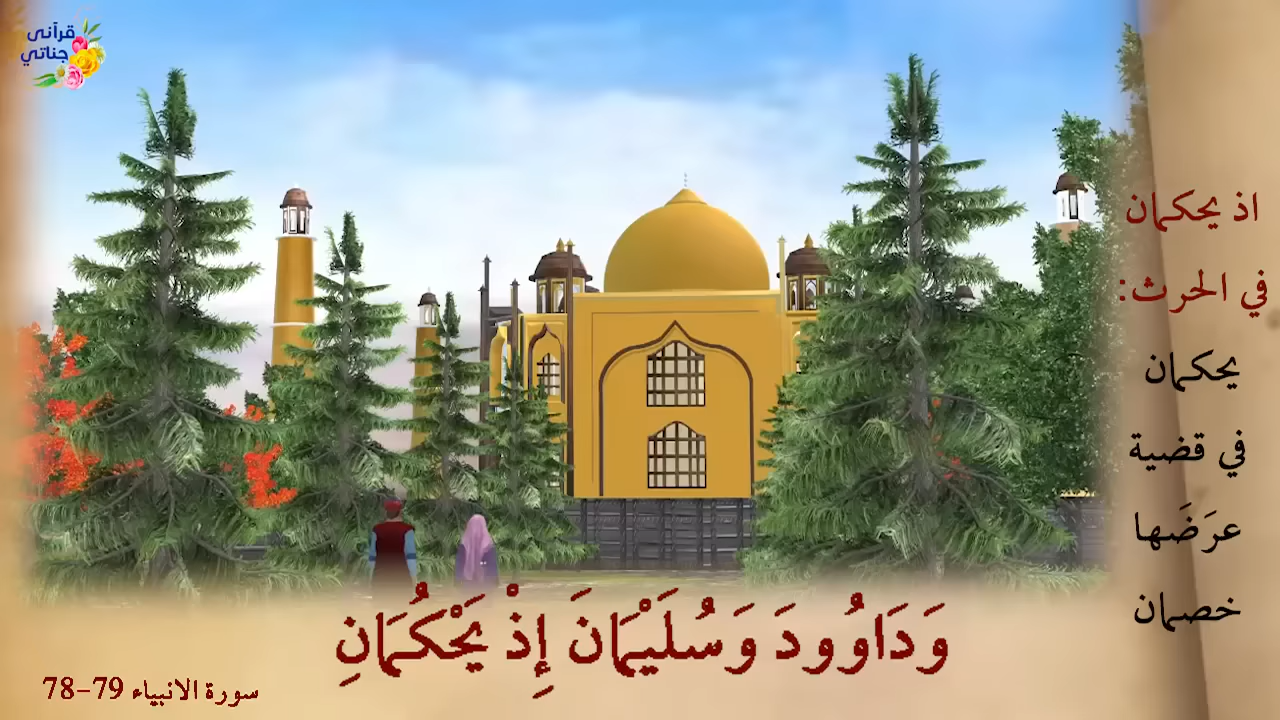 قرآنى
جناتي
اذ يحكمان
في الحرث:
يحكمان
في قضية
عرَضَها
خصمان
وَدَاوُودَ وَسُلَيْمَانَ إِذْ يَحْكُمَانِ
سورة الانبياء 79-78